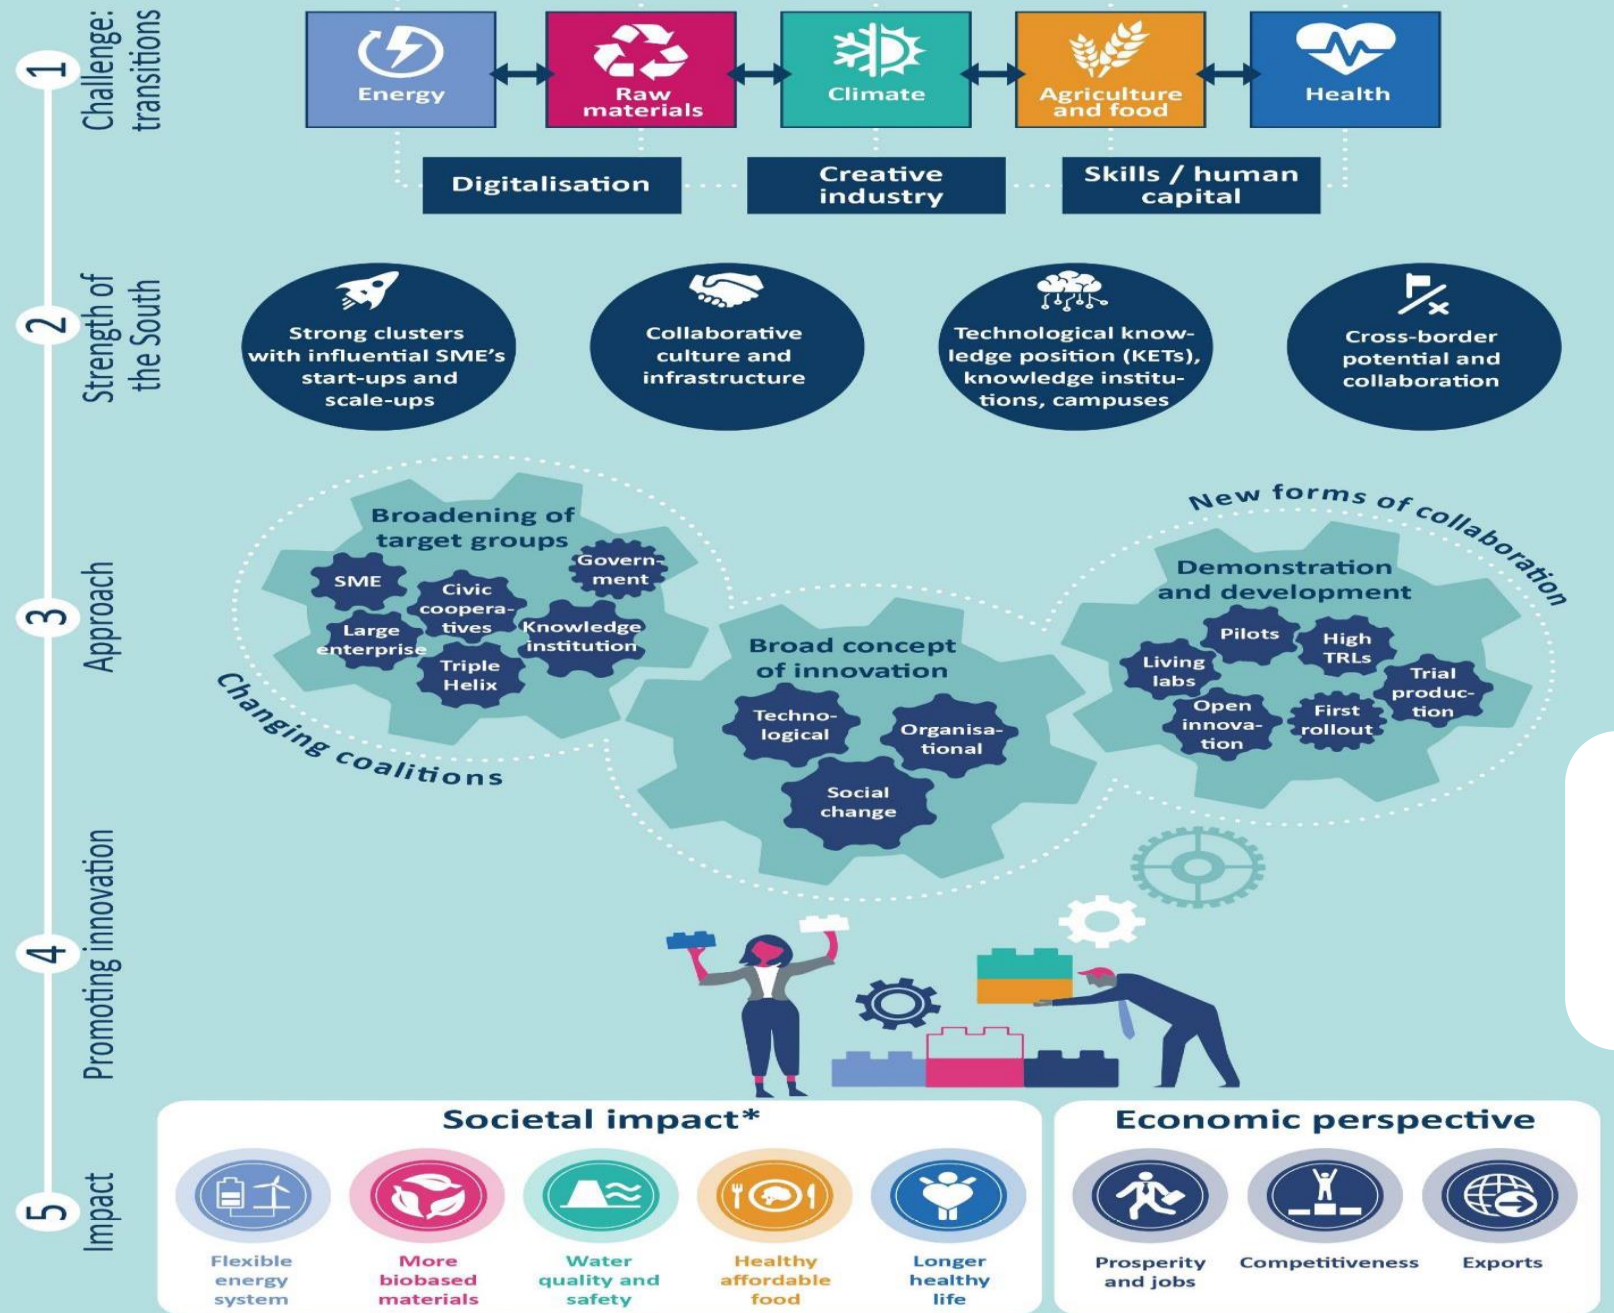 1
Challenge:
transitions
Energy
Raw
materials
Climate
Agriculture
and food
Health
Digitalisation
Creative
industry
Skills / human
capital
2
Strength of
the South
Strong clusters
with influential SME's
start-ups and
scale-ups
Collaborative
culture and
infrastructure
Technological know-
ledge position (KETs),
knowledge institu-
tions, campuses
Cross-border
potential and
collaboration
3
Approach
Broadening of
target groups
SME
Civic
coopera-
tives
Govern-
ment
Large
enterprise
Knowledge
institution
Triple
Helix
Changing coalitions
Broad concept
of innovation
Techno-
logical
Organisa-
tional
Social
change
New forms of collaboration
Demonstration
and development
Pilots
High
TRLs
Living
labs
Trial
produc-
tion
Open
innova-
tion
First
rollout
4
Promoting innovation
5
Impact
Societal impact*
Flexible
energy
system
More
biobased
materials
Water
quality and
safety
Healthy
affordable
food
Longer
healthy
life
Economic perspective
Prosperity
and jobs
Competitiveness
Exports